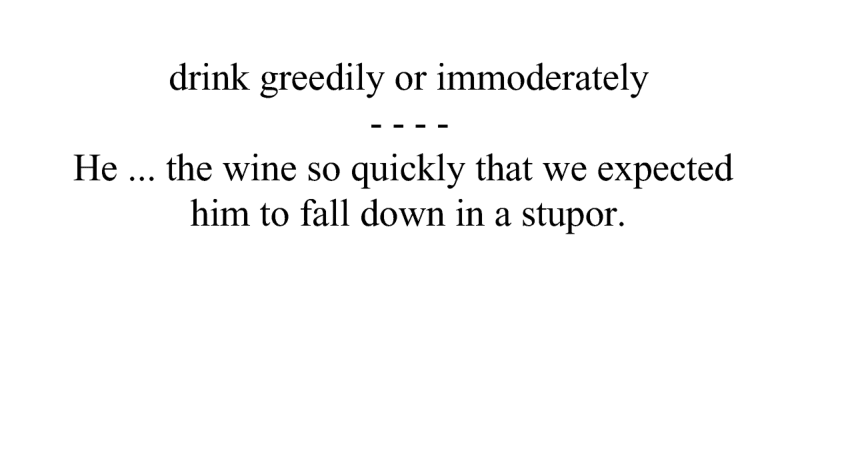 drink greedily or immoderately
- - - -
He ... the wine so quickly that we expected
him to fall down in a stupor.